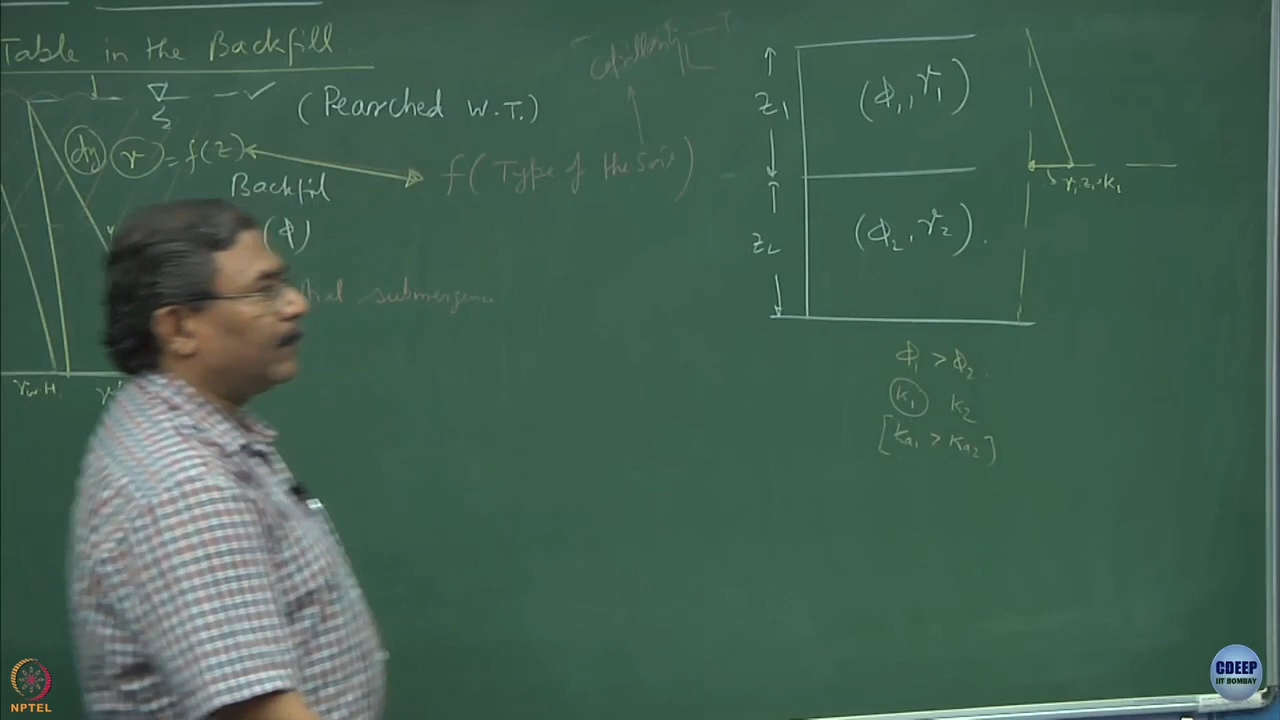 Table in the Backfill
(Pearched W.T.)
γ = f(z)
f(Type of the Soil)
Backfil
(ϕ)
submergence
γw.H.
Z1
(ϕ1, γ1)
γ1.z1.K1
Z2
(ϕ2, γ2).
ϕ1 > ϕ2.
K1 K2
[Ka1 > Ka2]
CDEEP
IIT BOMBAY
NPTEL